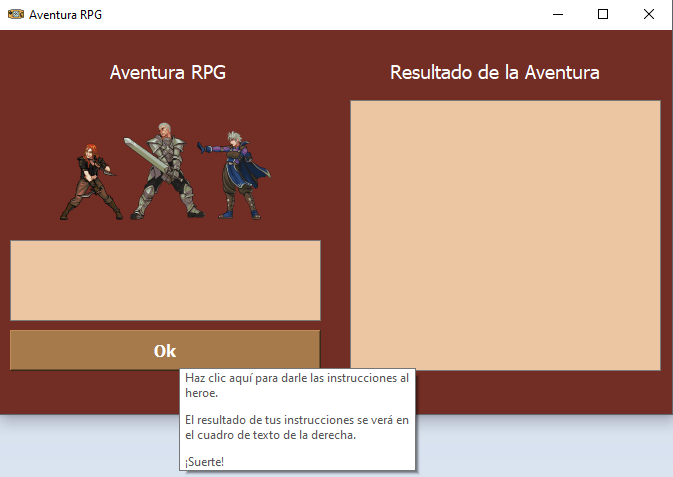 Aventura RPG
Aventura RPG
Resultado de la Aventura
Ok
Haz clic aquí para darle las instrucciones al
heroe.
El resultado de tus instrucciones se verá en
el cuadro de texto de la derecha.
¡Suerte!